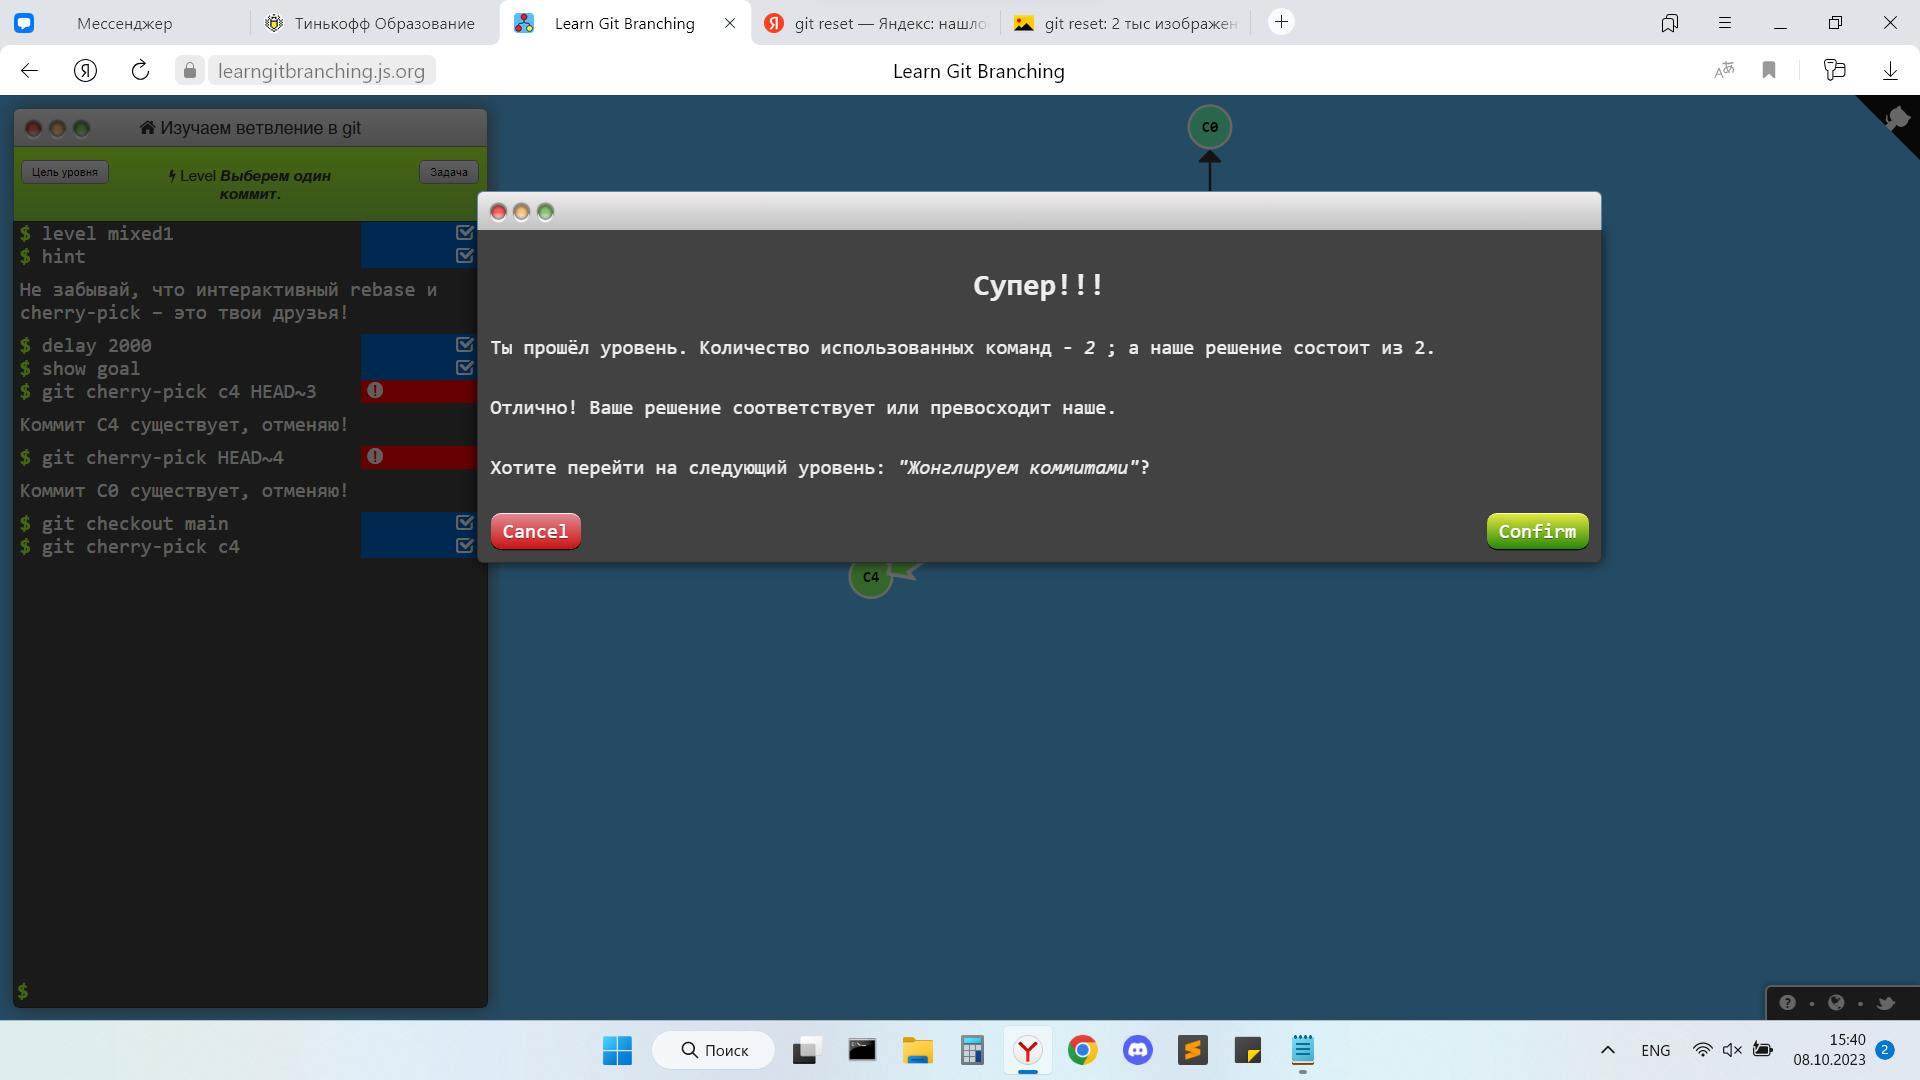 Мессенджер
Тинькофф Образование
Learn Git Branching
git reset — Яндекс: нашло
git reset: 2 тыс изображен
learngitbranching.js.org
Learn Git Branching
Изучаем ветвление в git
Цель уровня
Level Выберем один
коммит.
Задача
$ level mixed1
$ hint
Не забывай, что интерактивный rebase и
cherry-pick – это твои друзья!
$ delay 2000
$ show goal
$ git cherry-pick c4 HEAD~3
Коммит C4 существует, отменяю!
$ git cherry-pick HEAD~4
Коммит C0 существует, отменяю!
$ git checkout main
$ git cherry-pick c4
$
C0
Супер!!!
Ты прошёл уровень. Количество использованных команд - 2 ; а наше решение состоит из 2.
Отлично! Ваше решение соответствует или превосходит наше.
Хотите перейти на следующий уровень: "Жонглируем коммитами"?
Cancel
Confirm
C4
Поиск
ENG
15:40
08.10.2023
2